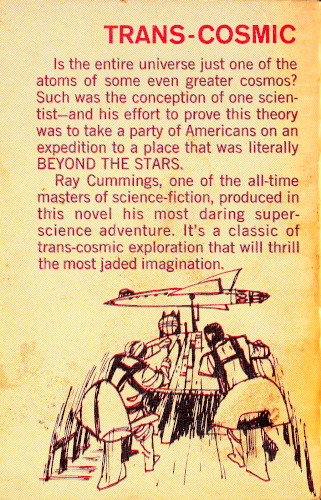 TRANS-COSMIC
Is the entire universe just one of the
atoms of some even greater cosmos?
Such was the conception of one scien-
tist—and his effort to prove this theory
was to take a party of Americans on an
expedition to a place that was literally
BEYOND THE STARS.
Ray Cummings, one of the all-time
masters of science-fiction, produced in
this novel his most daring super-
science adventure. It's a classic of
trans-cosmic exploration that will thrill
the most jaded imagination.